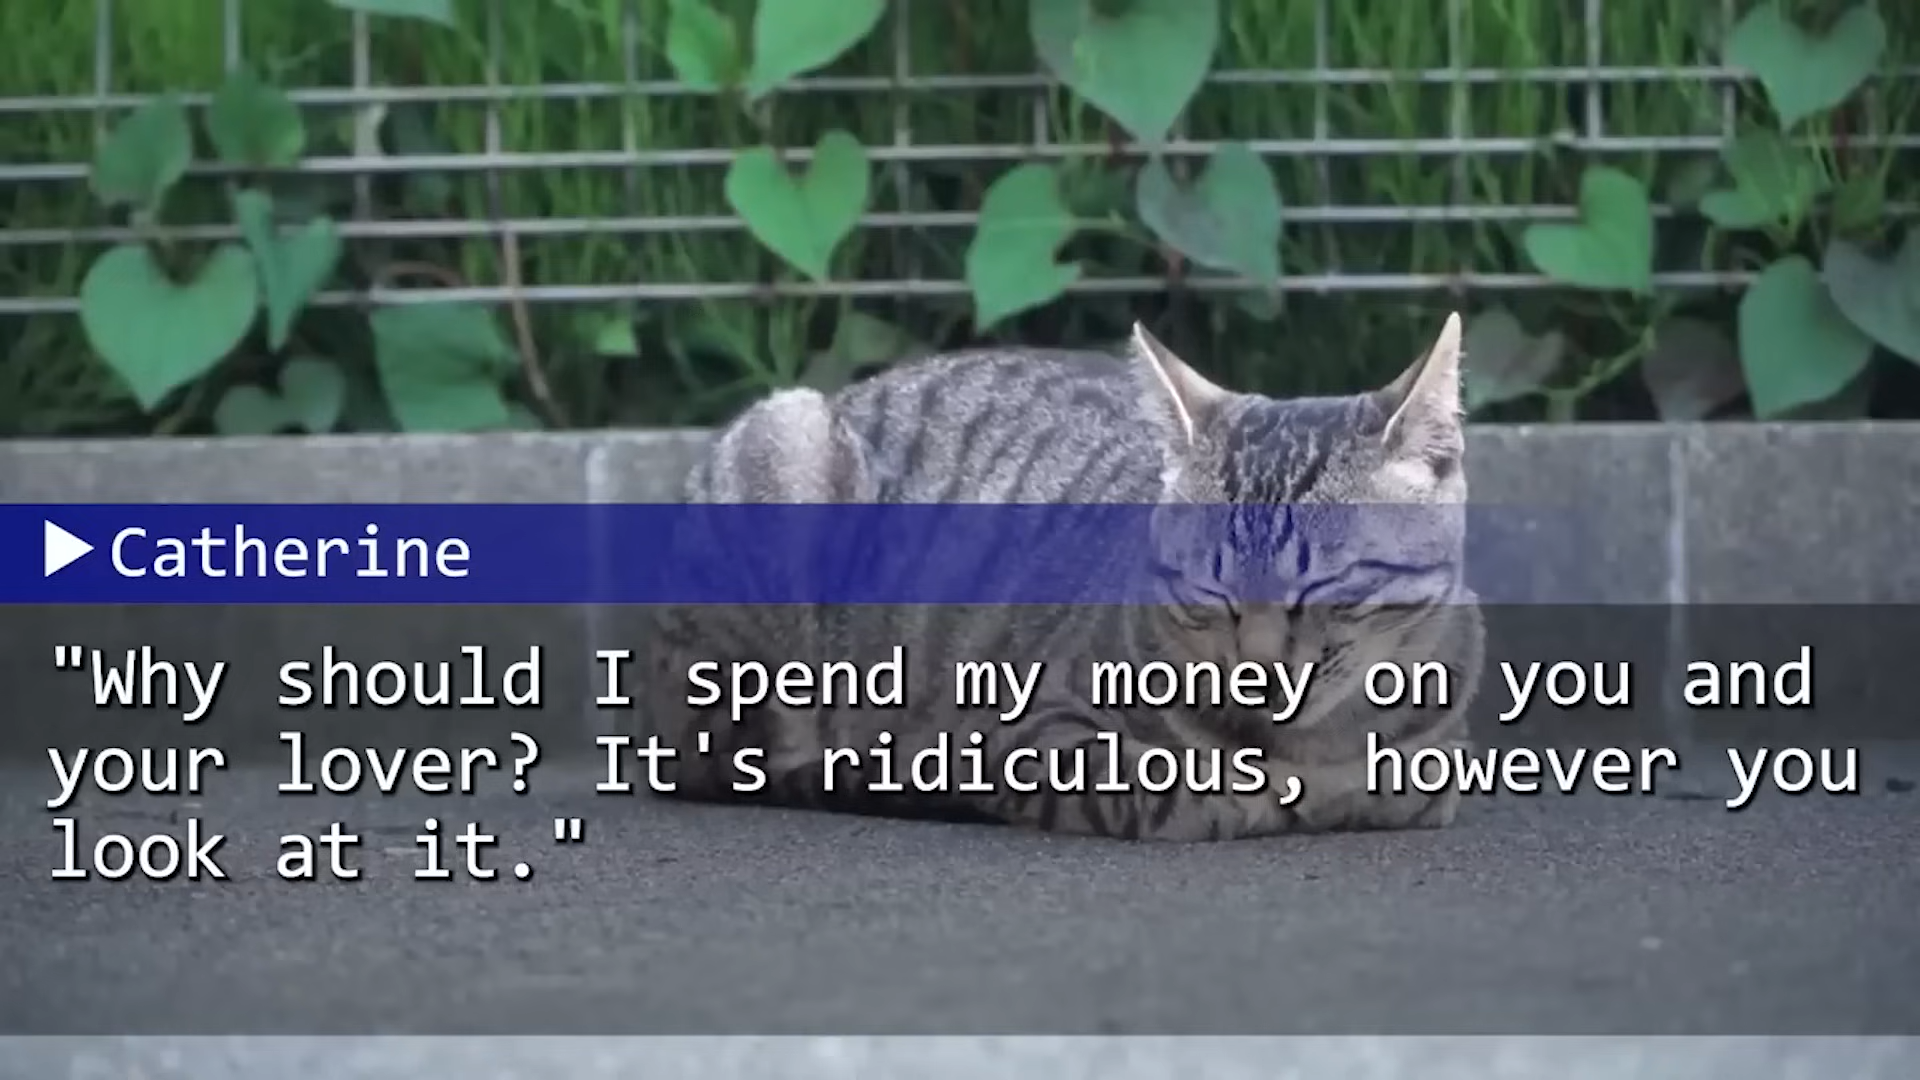 ▶Catherine
"Why should I spend my money on you and
your lover? It's ridiculous, however you
look at it."